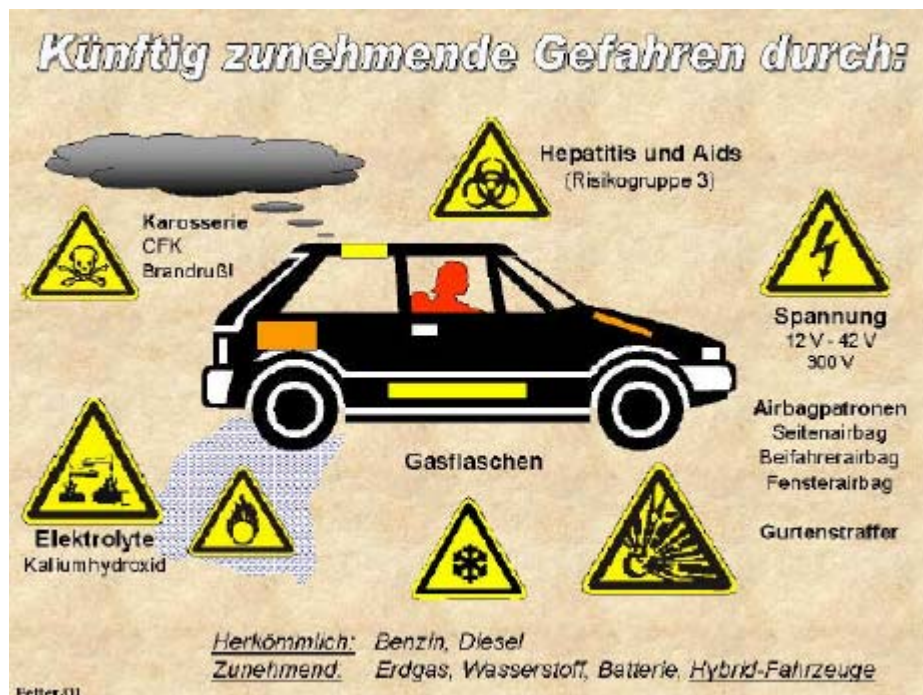 Künftig zunehmende Gefahren durch:
Hepatitis und Aids
(Risikogruppe 3)
Karosserie
CFK
Brandruß!
Spannung
12 V - 42 V
300 V
Airbagpatronen
Seitenairbag
Beifahrerairbag
Fensterairbag
Gasflaschen
Gurtenstraffer
Elektrolyte
Kaliumhydroxid
Herkömmlich: Benzin, Diesel
Zunehmend: Erdgas, Wasserstoff, Batterie, Hybrid-Fahrzeuge